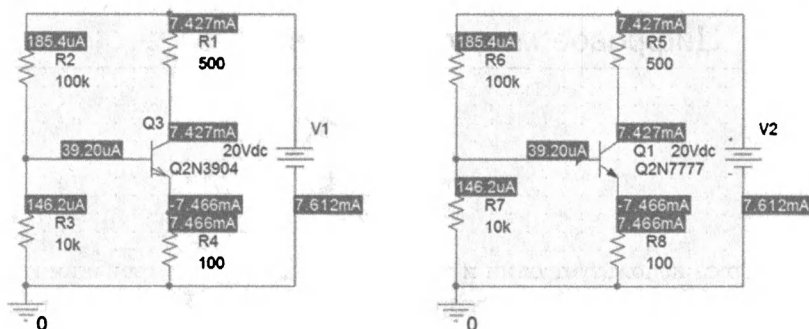 7.427mA
185.4uA
R1
R2
500
100k
Q3
7.427mA
V1
39.20uA
20Vdc
Q2N3904
146.2uA
-7.466mA
7.612mA
R3
7.466mA
10k
R4
100
0
7.427mA
185.4uA
R5
R6
500
100k
7.427mA
V2
39.20uA
Q1
20Vdc
Q2N7777
146.2uA
-7.466mA
7.612mA
R7
7.466mA
10k
R8
100
0